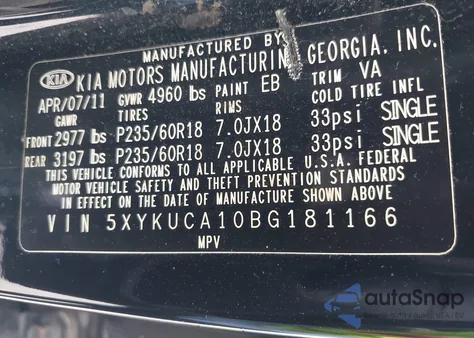 MANUFACTURED BY
KIA KIA MOTORS MANUFACTURING GEORGIA, INC.
APR/07/11 GVWR 4960 lbs PAINT EB TRIM VA
GAWR TIRES RIMS COLD TIRE INFL
FRONT 2977 lbs P235/60R18 7.0JX18 33psi SINGLE
REAR 3197 lbs P235/60R18 7.0JX18 33psi SINGLE
THIS VEHICLE CONFORMS TO ALL APPLICABLE U.S.A. FEDERAL
MOTOR VEHICLE SAFETY AND THEFT PREVENTION STANDARDS
IN EFFECT ON THE DATE OF MANUFACTURE SHOWN ABOVE
VIN 5XYKUCA10BG181166
MPV
autaSnap